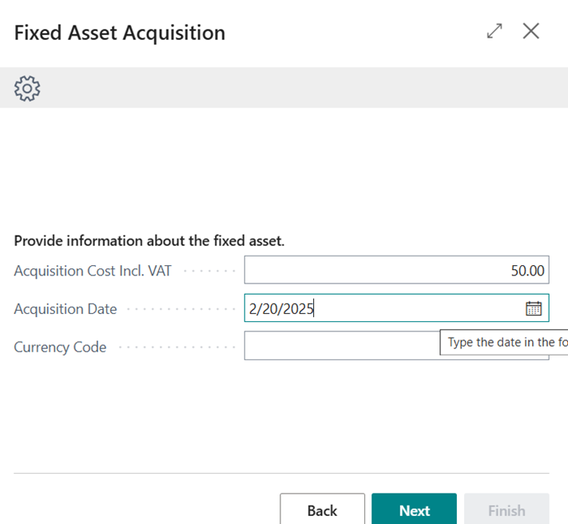 Fixed Asset Acquisition
Provide information about the fixed asset.
Acquisition Cost Incl. VAT 50.00
Acquisition Date 2/20/2025
Currency Code
Type the date in the fo
Back Next Finish